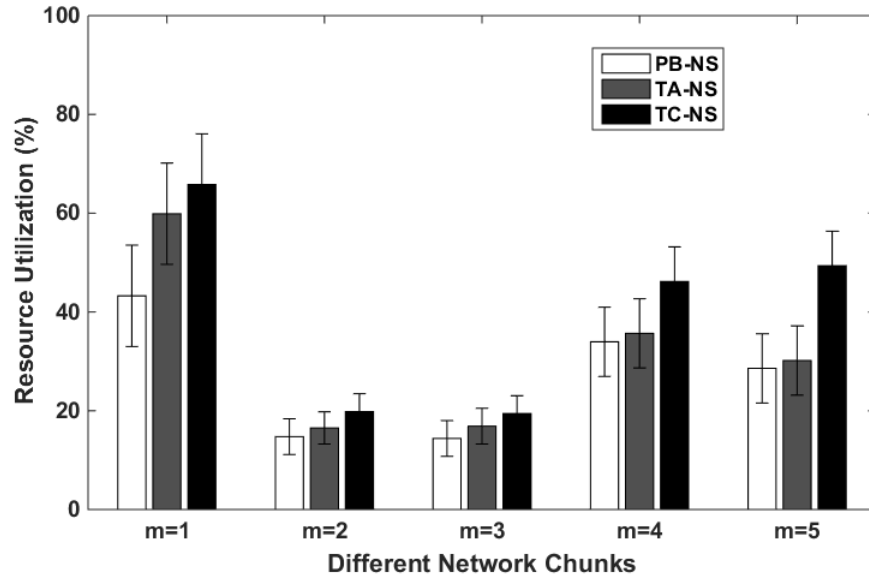 100
80
60
40
20
0
Resource Utilization (%)
PB-NS
TA-NS
TC-NS
m=1 m=2 m=3 m=4 m=5
Different Network Chunks